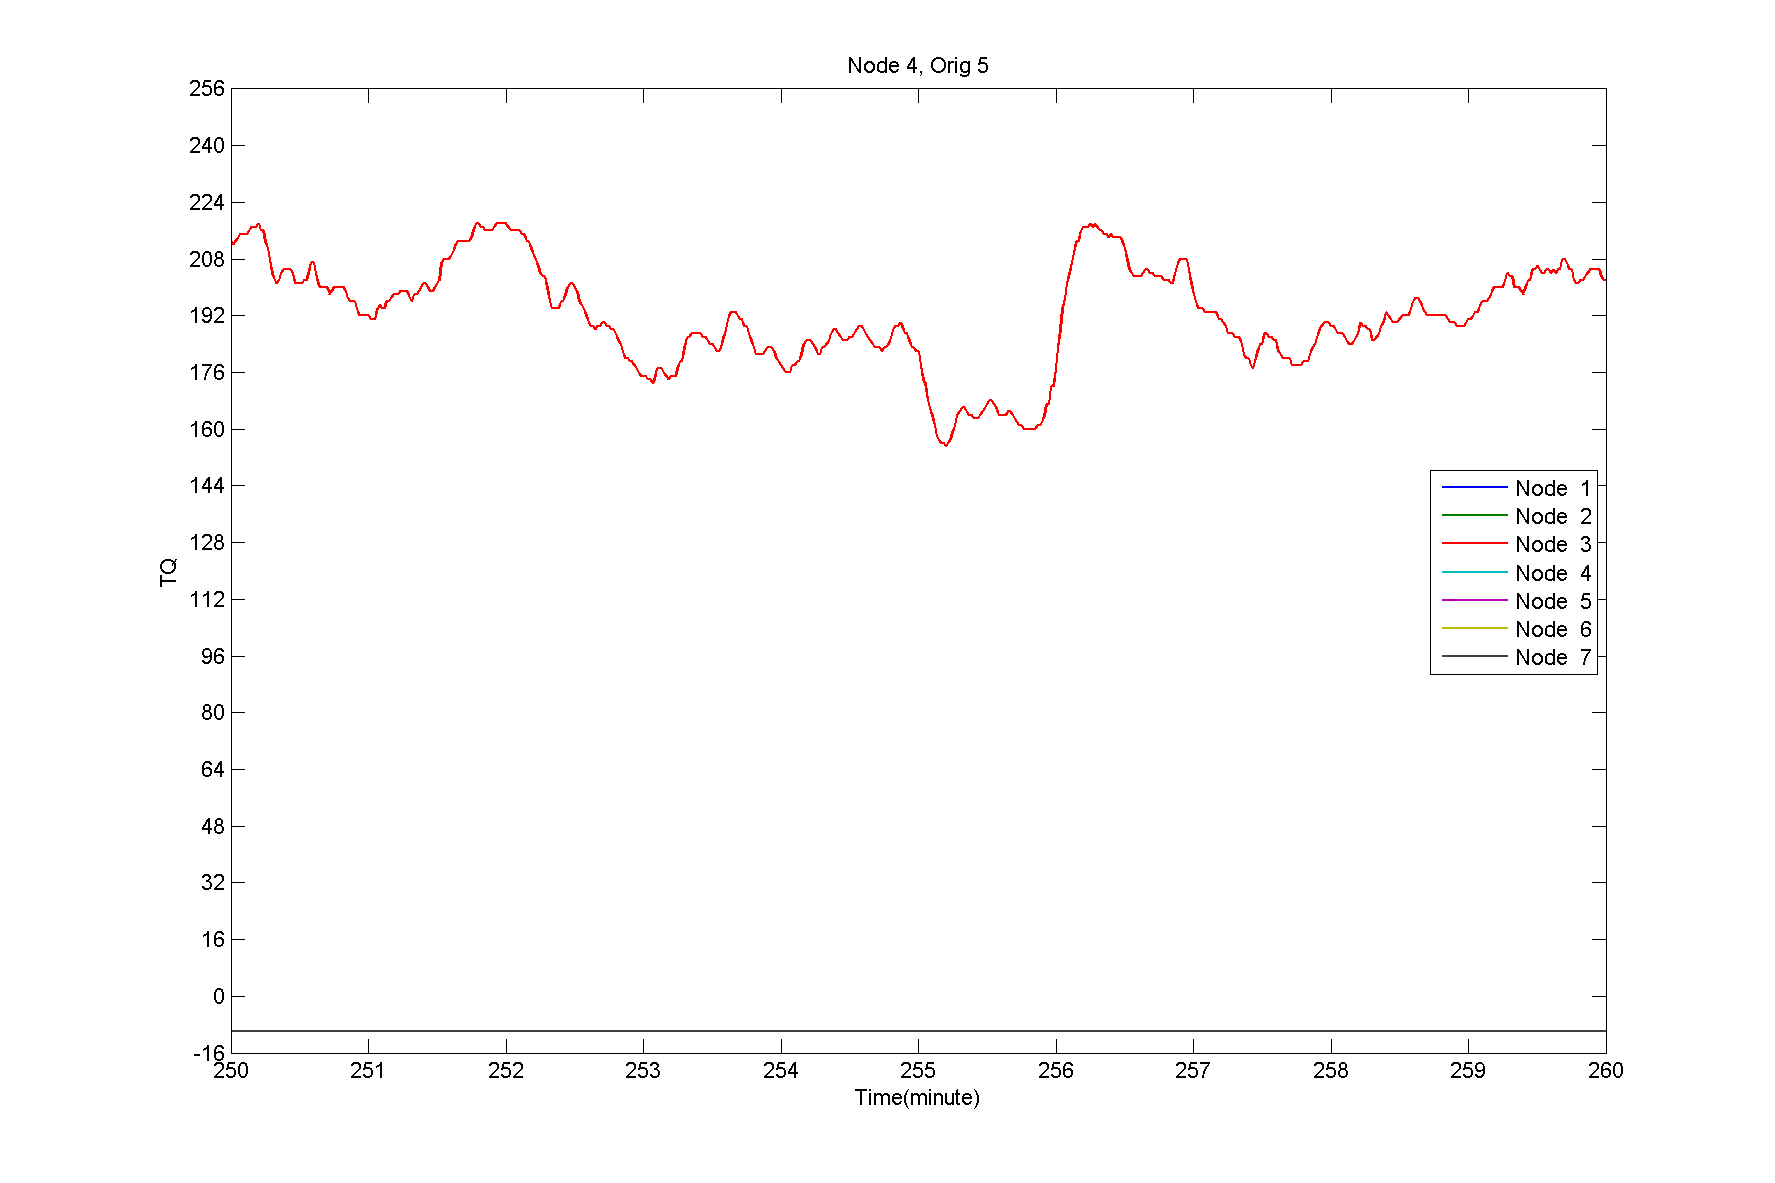 Node 4, Orig 5
256
240
224
208
192
176
160
144
128
112
96
80
64
48
32
16
0
-16
TQ
Node 1
Node 2
Node 3
Node 4
Node 5
Node 6
Node 7
250 251 252 253 254 255 256 257 258 259 260
Time(minute)